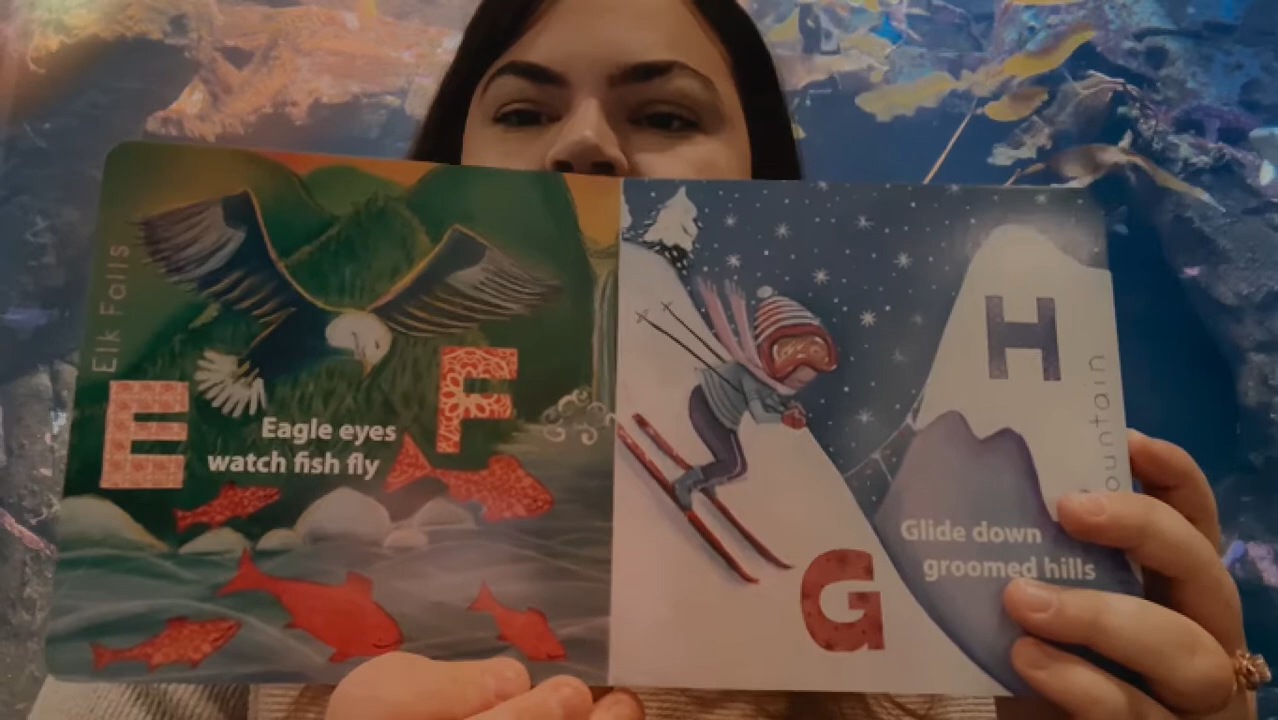 Elk Falls
E
F
Eagle eyes
watch fish fly
H
G
Glide down
groomed hills